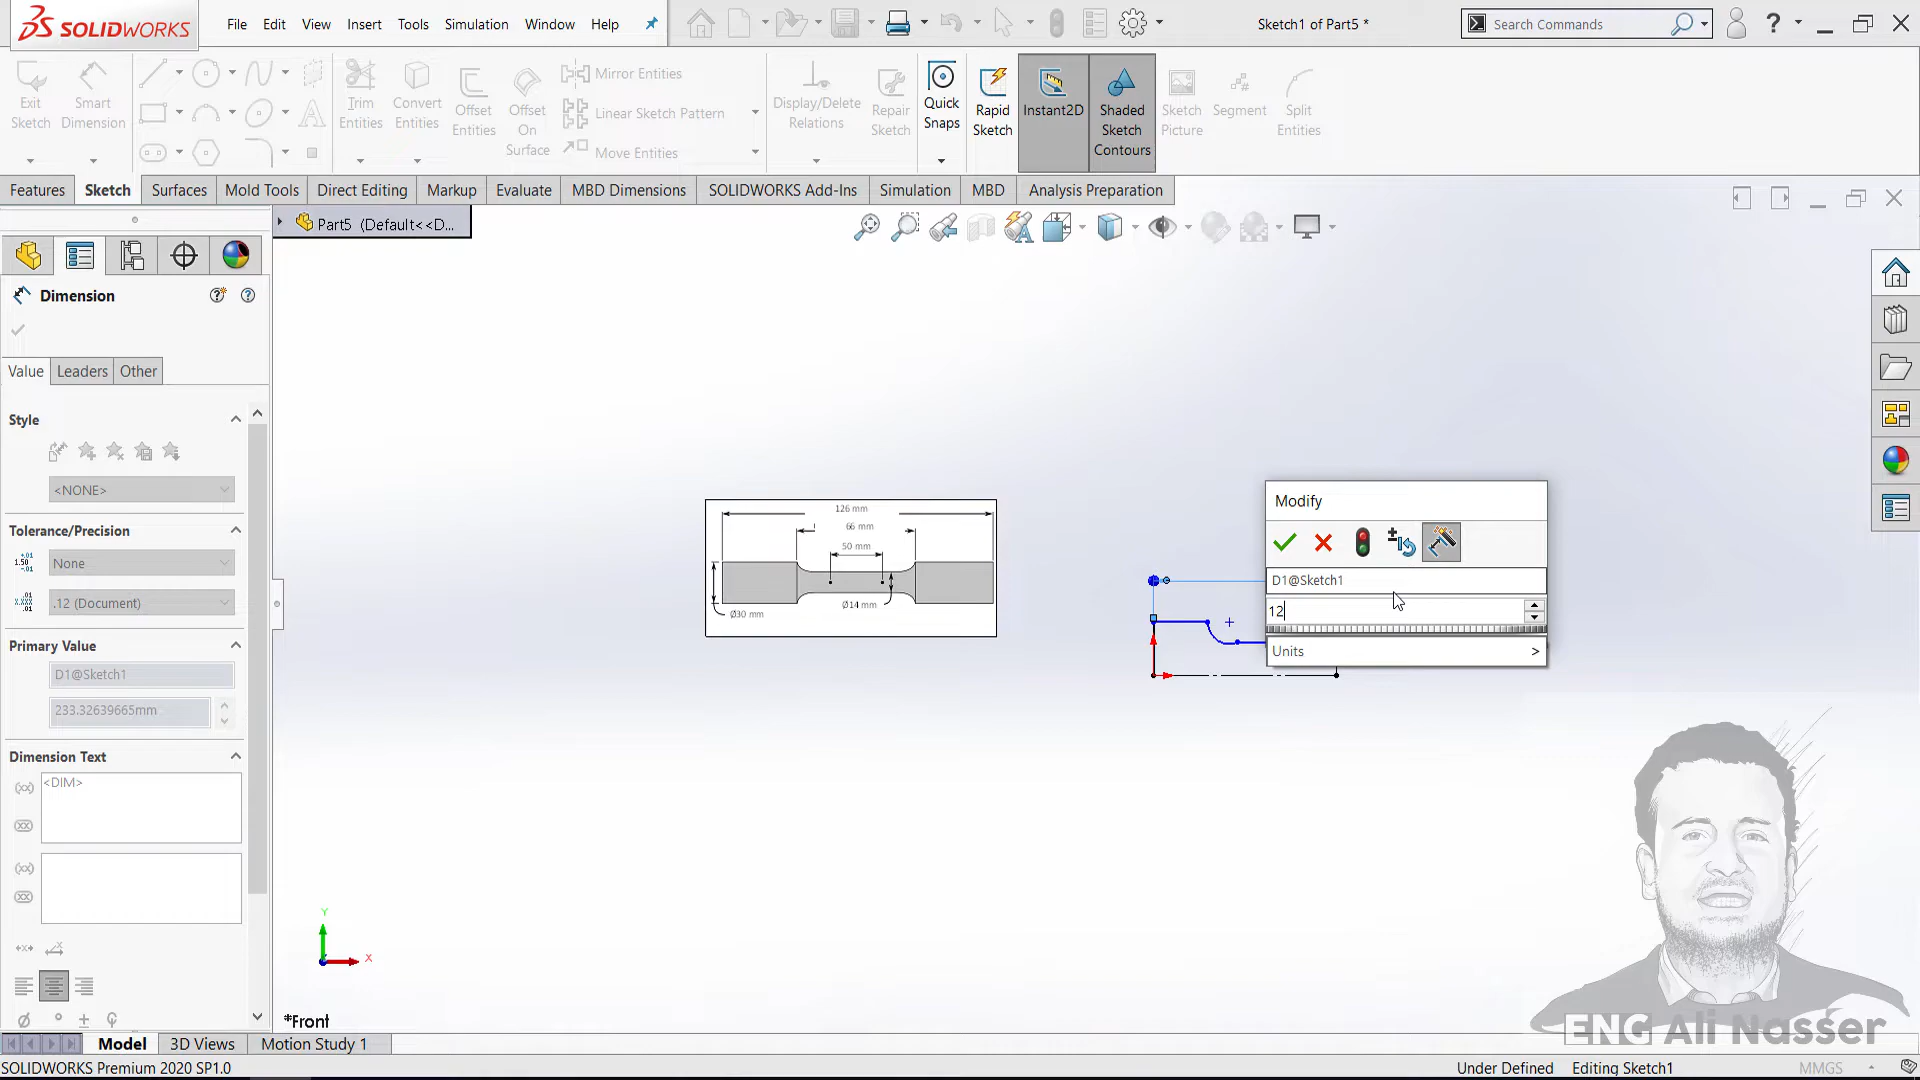 SOLIDWORKS
File Edit View Insert Tools Simulation Window Help
Sketch1 of Part5 *
Search Commands
?
Exit Sketch
Smart Dimension
Trim Entities
Convert Entities
Offset Entities
Offset On Surface
Mirror Entities
Linear Sketch Pattern
Move Entities
Display/Delete Relations
Repair Sketch
Quick Snaps
Rapid Sketch
Instant2D
Shaded Sketch Contours
Sketch Picture
Segment
Split Entities
Features Sketch Surfaces Mold Tools Direct Editing Markup Evaluate MBD Dimensions SOLIDWORKS Add-Ins Simulation MBD Analysis Preparation
Part5 (Default<<D...
Dimension
Value Leaders Other
Style
<NONE>
Tolerance/Precision
None
.12 (Document)
Primary Value
D1@Sketch1
233.32639665mm
Dimension Text
<DIM>
126 mm
66 mm
50 mm
Ø14 mm
Ø30 mm
Modify
D1@Sketch1
12
Units >
Y
X
*Front
ENG Ali Nasser
Model 3D Views Motion Study 1
SOLIDWORKS Premium 2020 SP1.0
Under Defined Editing Sketch1 MMGS